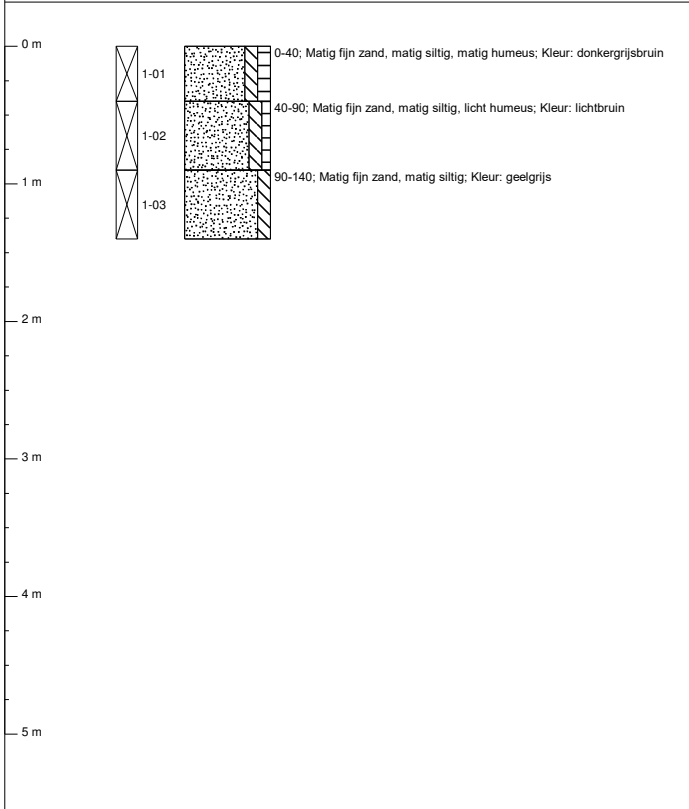 0 m
0-40; Matig fijn zand, matig siltig, matig humeus; Kleur: donkergrijsbruin
1-01
40-90; Matig fijn zand, matig siltig, licht humeus; Kleur: lichtbruin
1-02
90-140; Matig fijn zand, matig siltig; Kleur: geelgrijs
1 m
1-03
2 m
3 m
4 m
5 m